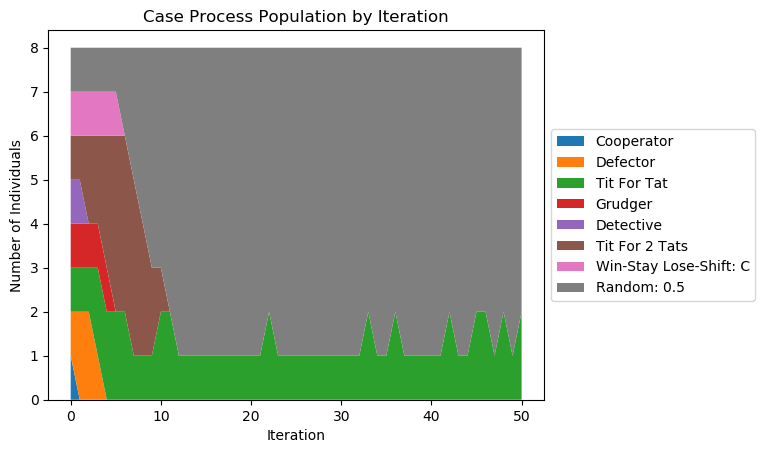 Case Process Population by Iteration
Number of Individuals
8
7
6
5
4
3
2
1
0
0 10 20 30 40 50
Iteration
Cooperator
Defector
Tit For Tat
Grudger
Detective
Tit For 2 Tats
Win-Stay Lose-Shift: C
Random: 0.5